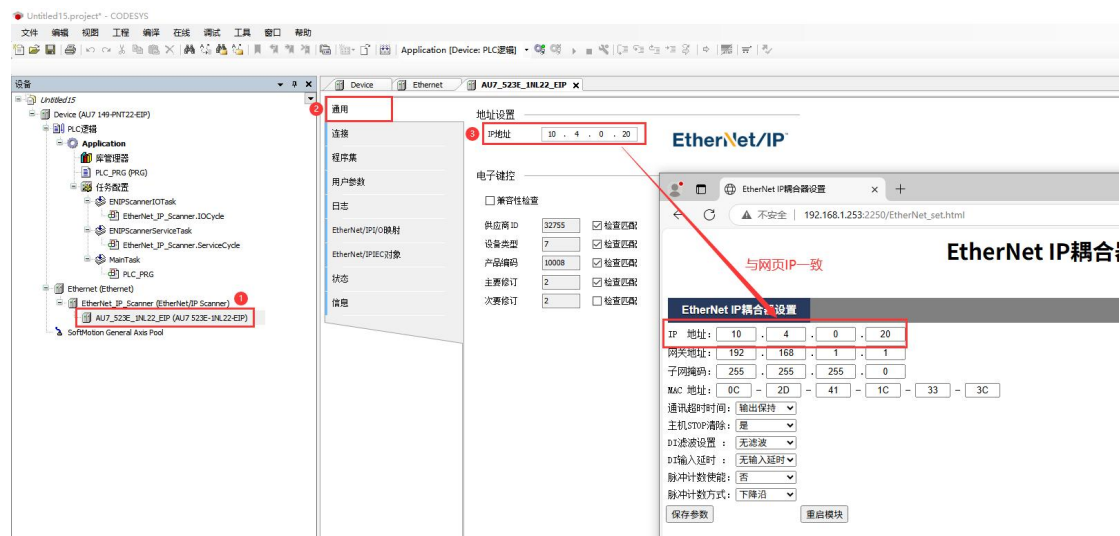 Untitled15.project* - CODESYS
文件 编辑 视图 工程 编译 在线 调试 工具 窗口 帮助
Application [Device: PLC逻辑]
设备
Untitled15
Device (AU7 149-PNT22-EIP)
PLC逻辑
Application
库管理器
PLC_PRG (PRG)
任务配置
ENIPScannerIOTask
EtherNet_IP_Scanner.IOCycle
ENIPScannerServiceTask
EtherNet_IP_Scanner.ServiceCycle
MainTask
PLC_PRG
Ethernet (Ethernet)
EtherNet_IP_Scanner (EtherNet/IP Scanner) 1
AU7_523E_1NL22_EIP (AU7 523E-1NL22-EIP)
SoftMotion General Axis Pool
Device Ethernet AU7_523E_1NL22_EIP
2 通用
连接
程序集
用户参数
日志
EtherNet/IPI/O映射
EtherNet/IPIEC对象
状态
信息
地址设置
3 IP地址 10 . 4 . 0 . 20
EtherNet/IP
电子键控
兼容性检查
供应商ID 32755 检查匹配
设备类型 7 检查匹配
产品编码 10008 检查匹配
主要修订 2 检查匹配
次要修订 2 检查匹配
EtherNet IP耦合器设置
不安全 | 192.168.1.253:2250/EtherNet_set.html
与网页IP一致
EtherNet IP耦合器
EtherNet IP耦合器设置
IP 地址: 10 . 4 . 0 . 20
网关地址: 192 . 168 . 1 . 1
子网掩码: 255 . 255 . 255 . 0
MAC 地址: 0C - 2D - 41 - 1C - 33 - 3C
通讯超时时间: 输出保持
主机STOP清除: 是
DI滤波设置 : 无滤波
DI输入延时 : 无输入延时
脉冲计数使能: 否
脉冲计数方式: 下降沿
保存参数 重启模块